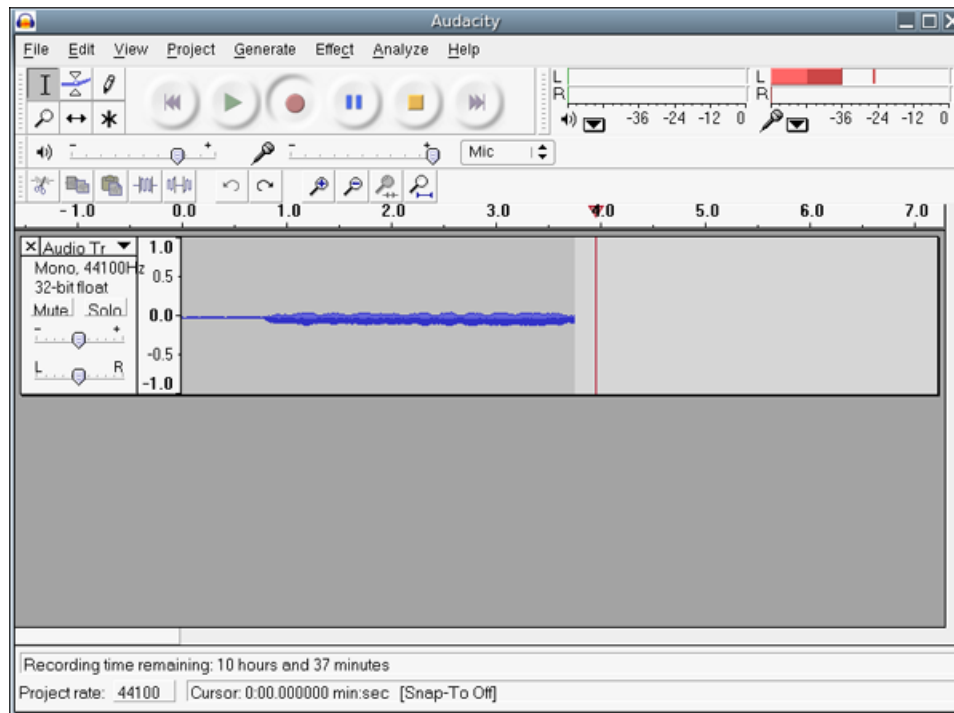 Audacity
File Edit View Project Generate Effect Analyze Help
L L
R R
-36 -24 -12 0 -36 -24 -12 0
- + - + Mic
-1.0 0.0 1.0 2.0 3.0 4.0 5.0 6.0 7.0
Audio Tr 1.0
Mono, 44100Hz 0.5
32-bit float
Mute Solo 0.0
- +
-0.5
L R
-1.0
Recording time remaining: 10 hours and 37 minutes
Project rate: 44100 Cursor: 0:00.000000 min:sec [Snap-To Off]